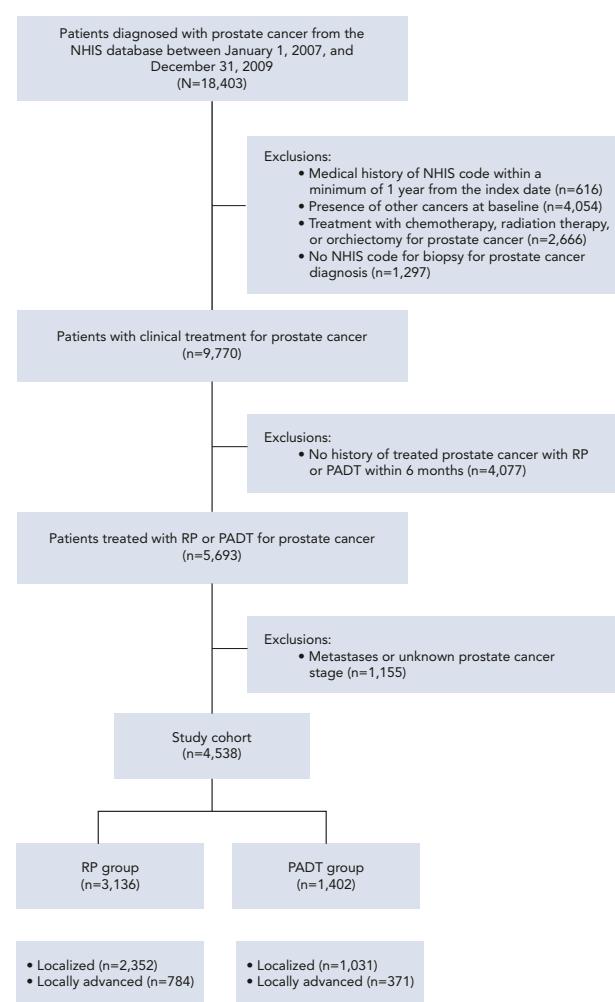 Patients diagnosed with prostate cancer from the
NHIS database between January 1, 2007, and
December 31, 2009
(N=18,403)
Exclusions:
• Medical history of NHIS code within a
minimum of 1 year from the index date (n=616)
• Presence of other cancers at baseline (n=4,054)
• Treatment with chemotherapy, radiation therapy,
or orchiectomy for prostate cancer (n=2,666)
• No NHIS code for biopsy for prostate cancer
diagnosis (n=1,297)
Patients with clinical treatment for prostate cancer
(n=9,770)
Exclusions:
• No history of treated prostate cancer with RP
or PADT within 6 months (n=4,077)
Patients treated with RP or PADT for prostate cancer
(n=5,693)
Exclusions:
• Metastases or unknown prostate cancer
stage (n=1,155)
Study cohort
(n=4,538)
RP group
(n=3,136)
PADT group
(n=1,402)
• Localized (n=2,352)
• Locally advanced (n=784)
• Localized (n=1,031)
• Locally advanced (n=371)